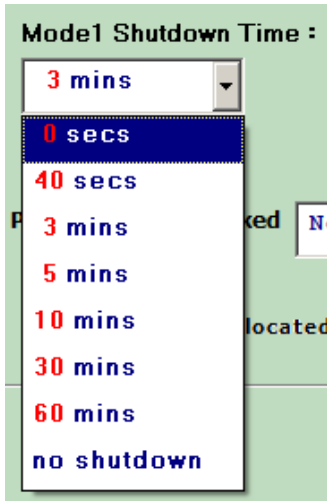 Mode1 Shutdown Time :
3 mins
0 secs
40 secs
3 mins
5 mins
10 mins
30 mins
60 mins
no shutdown
P
ked
N
located